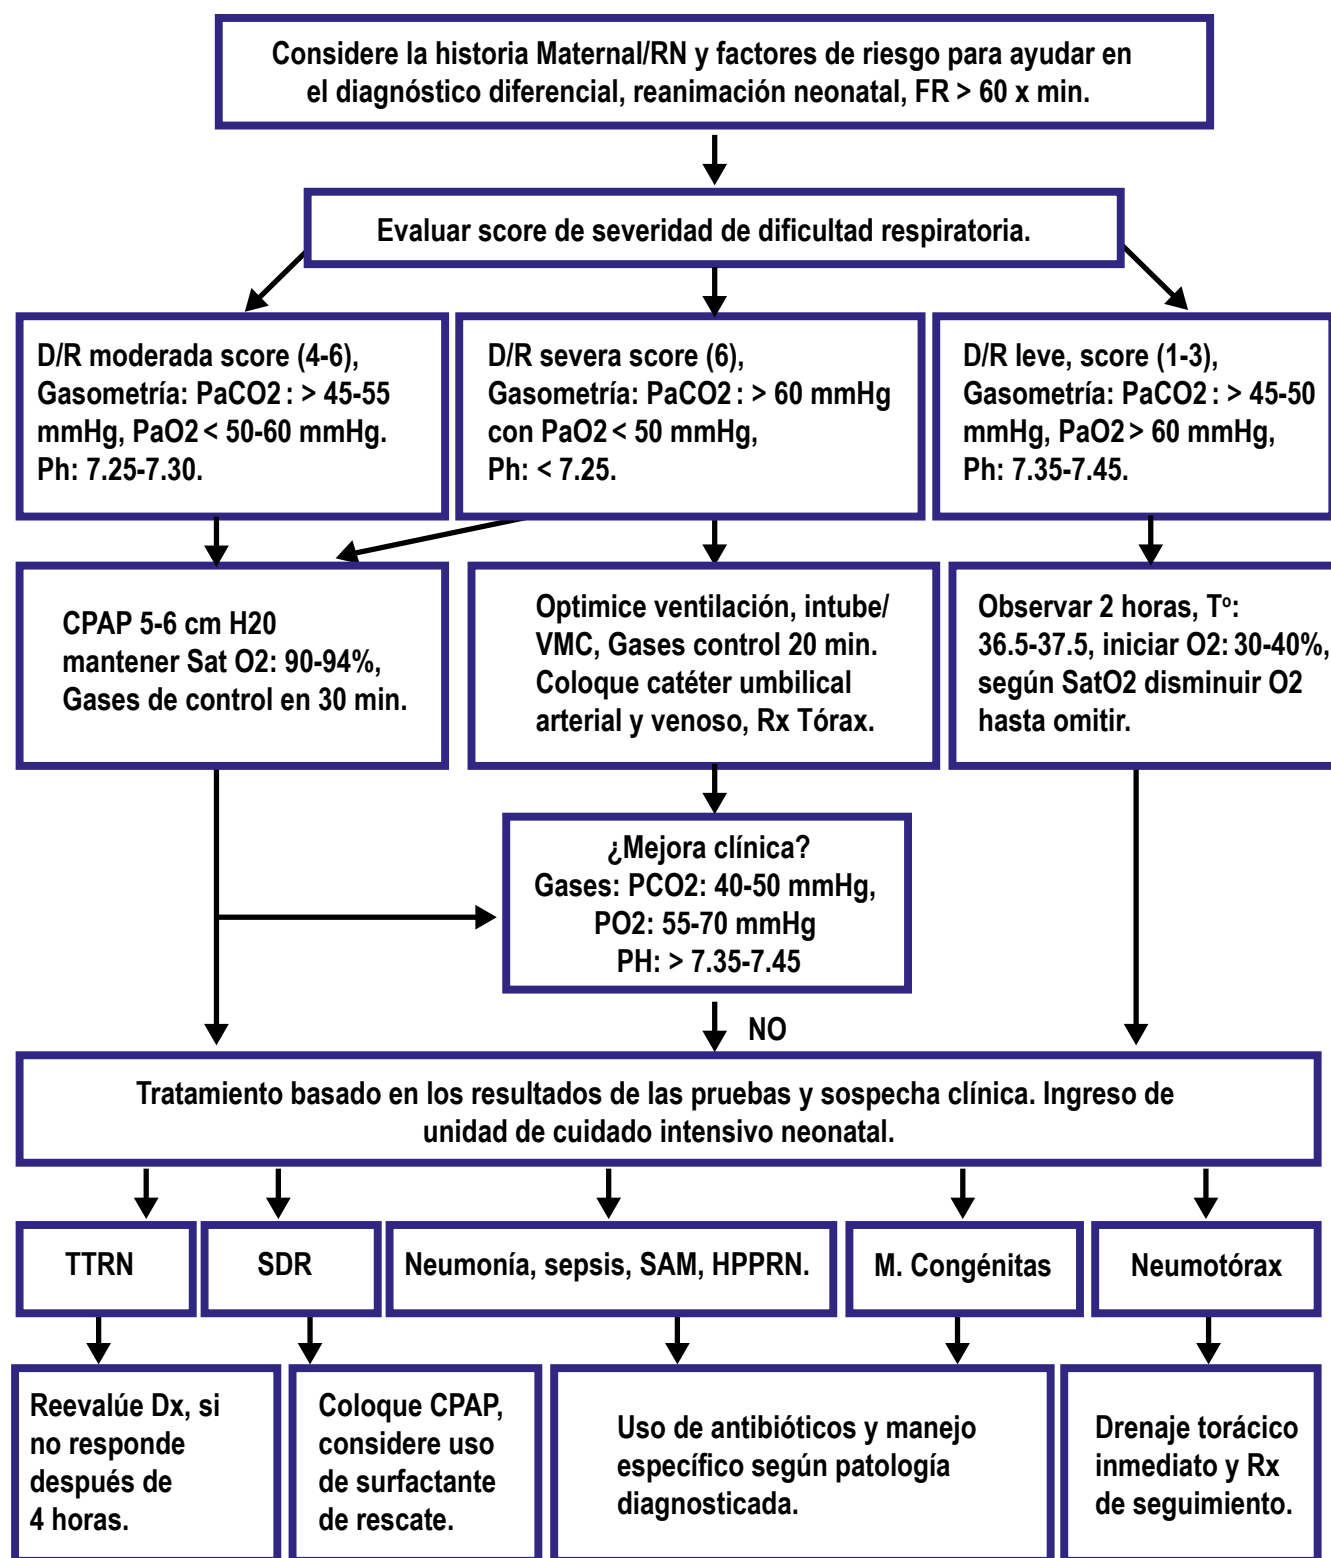 Considere la historia Maternal/RN y factores de riesgo para ayudar en
el diagnóstico diferencial, reanimación neonatal, FR > 60 x min.
Evaluar score de severidad de dificultad respiratoria.
D/R moderada score (4-6),
Gasometría: PaCO2 : > 45-55
mmHg, PaO2 < 50-60 mmHg.
Ph: 7.25-7.30.
D/R severa score (6),
Gasometría: PaCO2 : > 60 mmHg
con PaO2 < 50 mmHg,
Ph: < 7.25.
D/R leve, score (1-3),
Gasometría: PaCO2 : > 45-50
mmHg, PaO2 > 60 mmHg,
Ph: 7.35-7.45.
CPAP 5-6 cm H20
mantener Sat O2: 90-94%,
Gases de control en 30 min.
Optimice ventilación, intube/
VMC, Gases control 20 min.
Coloque catéter umbilical
arterial y venoso, Rx Tórax.
Observar 2 horas, Tº:
36.5-37.5, iniciar O2: 30-40%,
según SatO2 disminuir O2
hasta omitir.
¿Mejora clínica?
Gases: PCO2: 40-50 mmHg,
PO2: 55-70 mmHg
PH: > 7.35-7.45
NO
Tratamiento basado en los resultados de las pruebas y sospecha clínica. Ingreso de
unidad de cuidado intensivo neonatal.
TTRN
SDR
Neumonía, sepsis, SAM, HPPRN.
M. Congénitas
Neumotórax
Reevalúe Dx, si
no responde
después de
4 horas.
Coloque CPAP,
considere uso
de surfactante
de rescate.
Uso de antibióticos y manejo
específico según patología
diagnosticada.
Drenaje torácico
inmediato y Rx
de seguimiento.